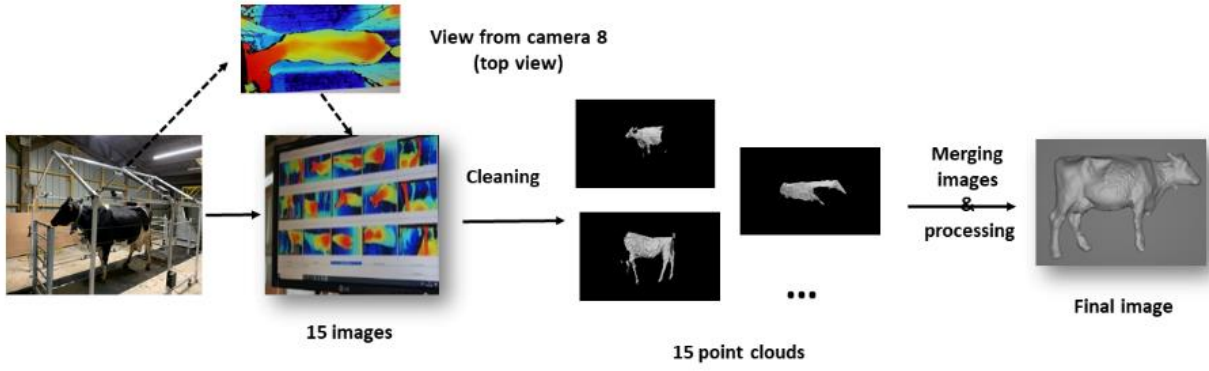 View from camera 8
(top view)
Cleaning
Merging
images
&
processing
15 images
...
15 point clouds
Final image